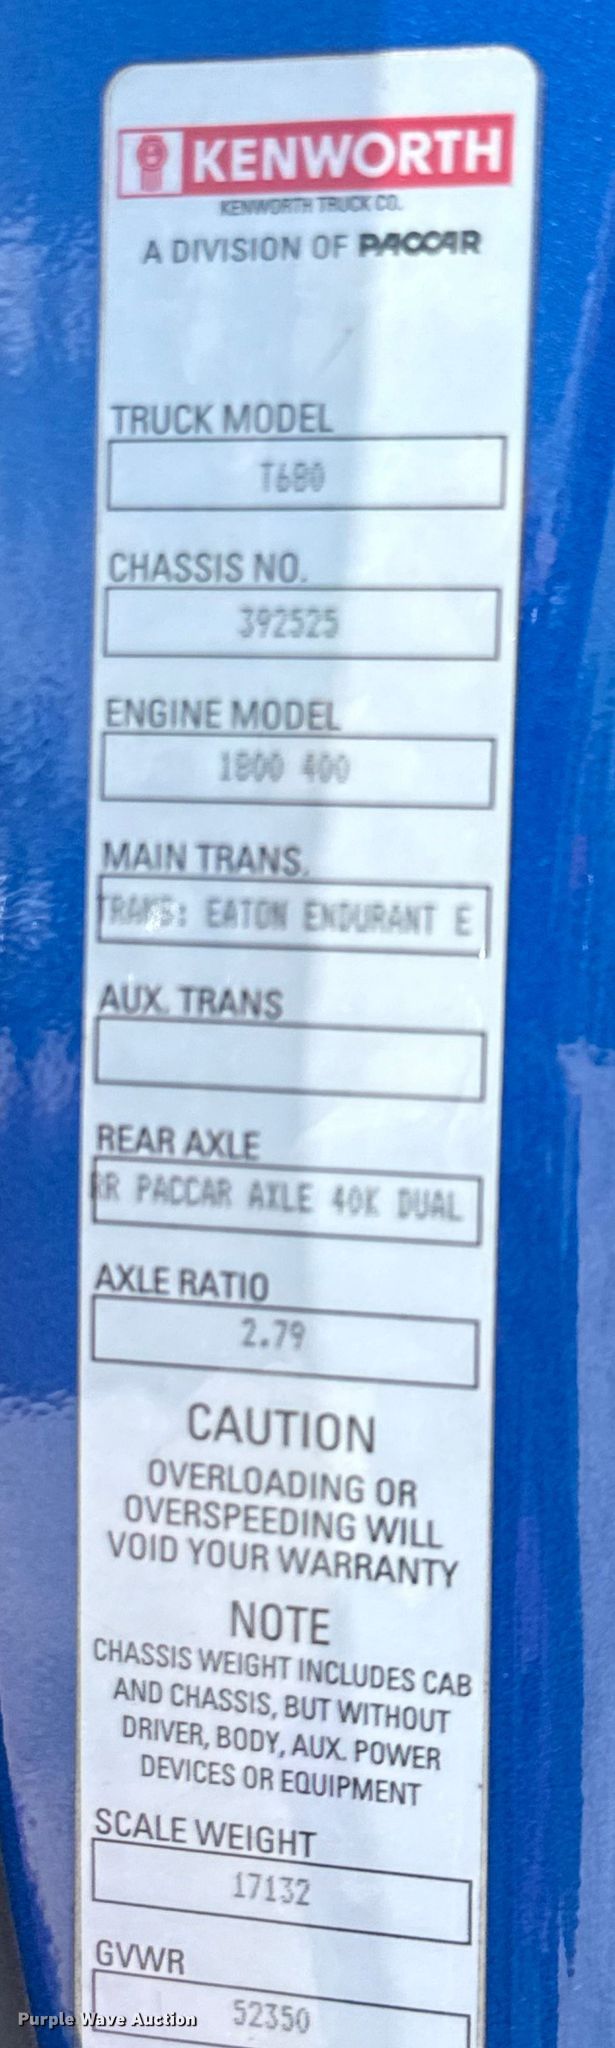 KENWORTH
KENWORTH TRUCK CO.
A DIVISION OF PACCAR
TRUCK MODEL
T680
CHASSIS NO.
392525
ENGINE MODEL
1800 400
MAIN TRANS.
TRANS: EATON ENDURANT E
AUX. TRANS
REAR AXLE
RR PACCAR AXLE 40K DUAL
AXLE RATIO
2.79
CAUTION
OVERLOADING OR
OVERSPEEDING WILL
VOID YOUR WARRANTY
NOTE
CHASSIS WEIGHT INCLUDES CAB
AND CHASSIS, BUT WITHOUT
DRIVER, BODY, AUX. POWER
DEVICES OR EQUIPMENT
SCALE WEIGHT
17132
GVWR
52350
Purple Wave Auction